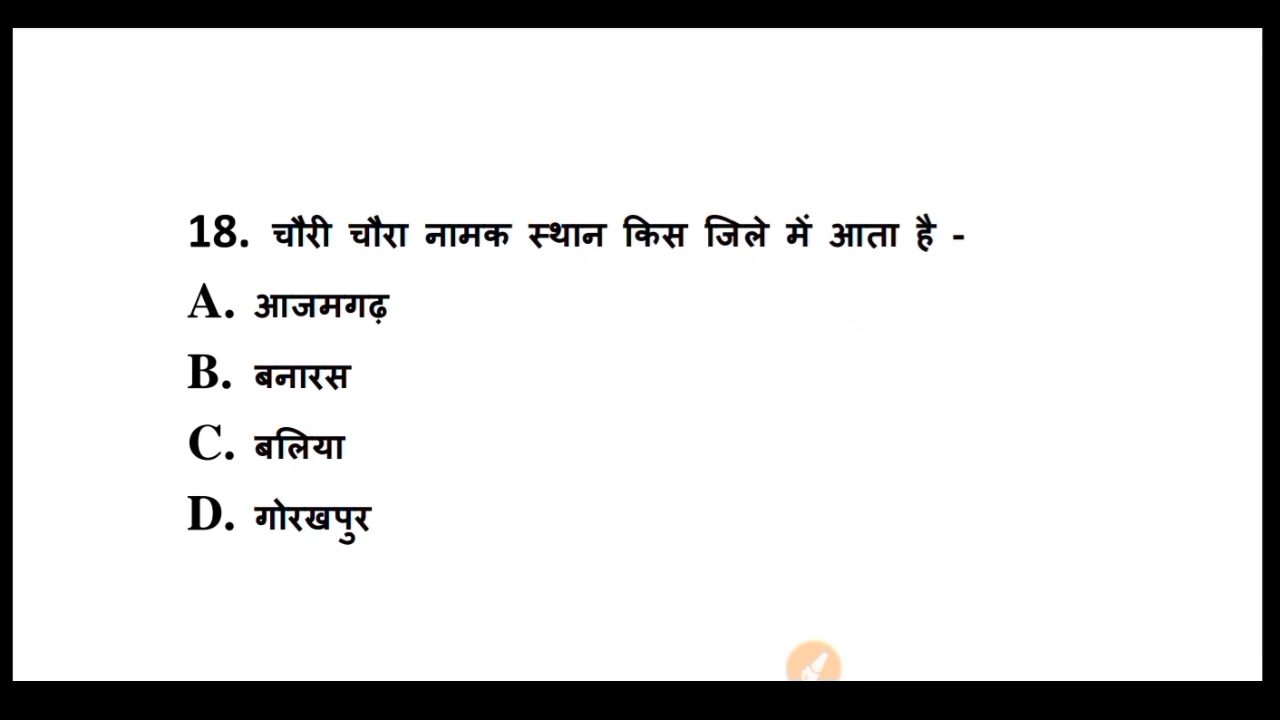 18. चौरी चौरा नामक स्थान किस जिले में आता है -
A. आजमगढ़
B. बनारस
C. बलिया
D. गोरखपुर